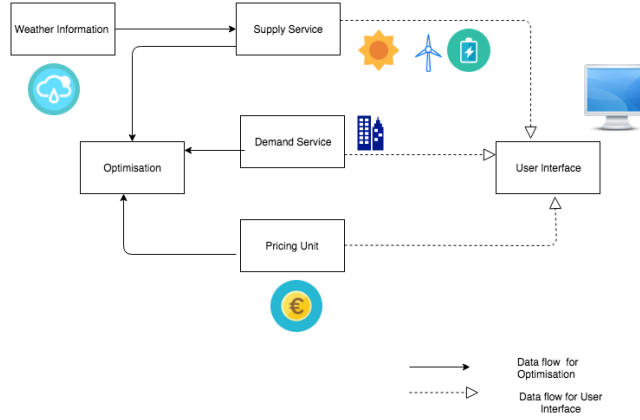 Weather Information
Supply Service
Demand Service
Optimisation
User Interface
Pricing Unit
€
Data flow for
Optimisation
Data flow for User
Interface